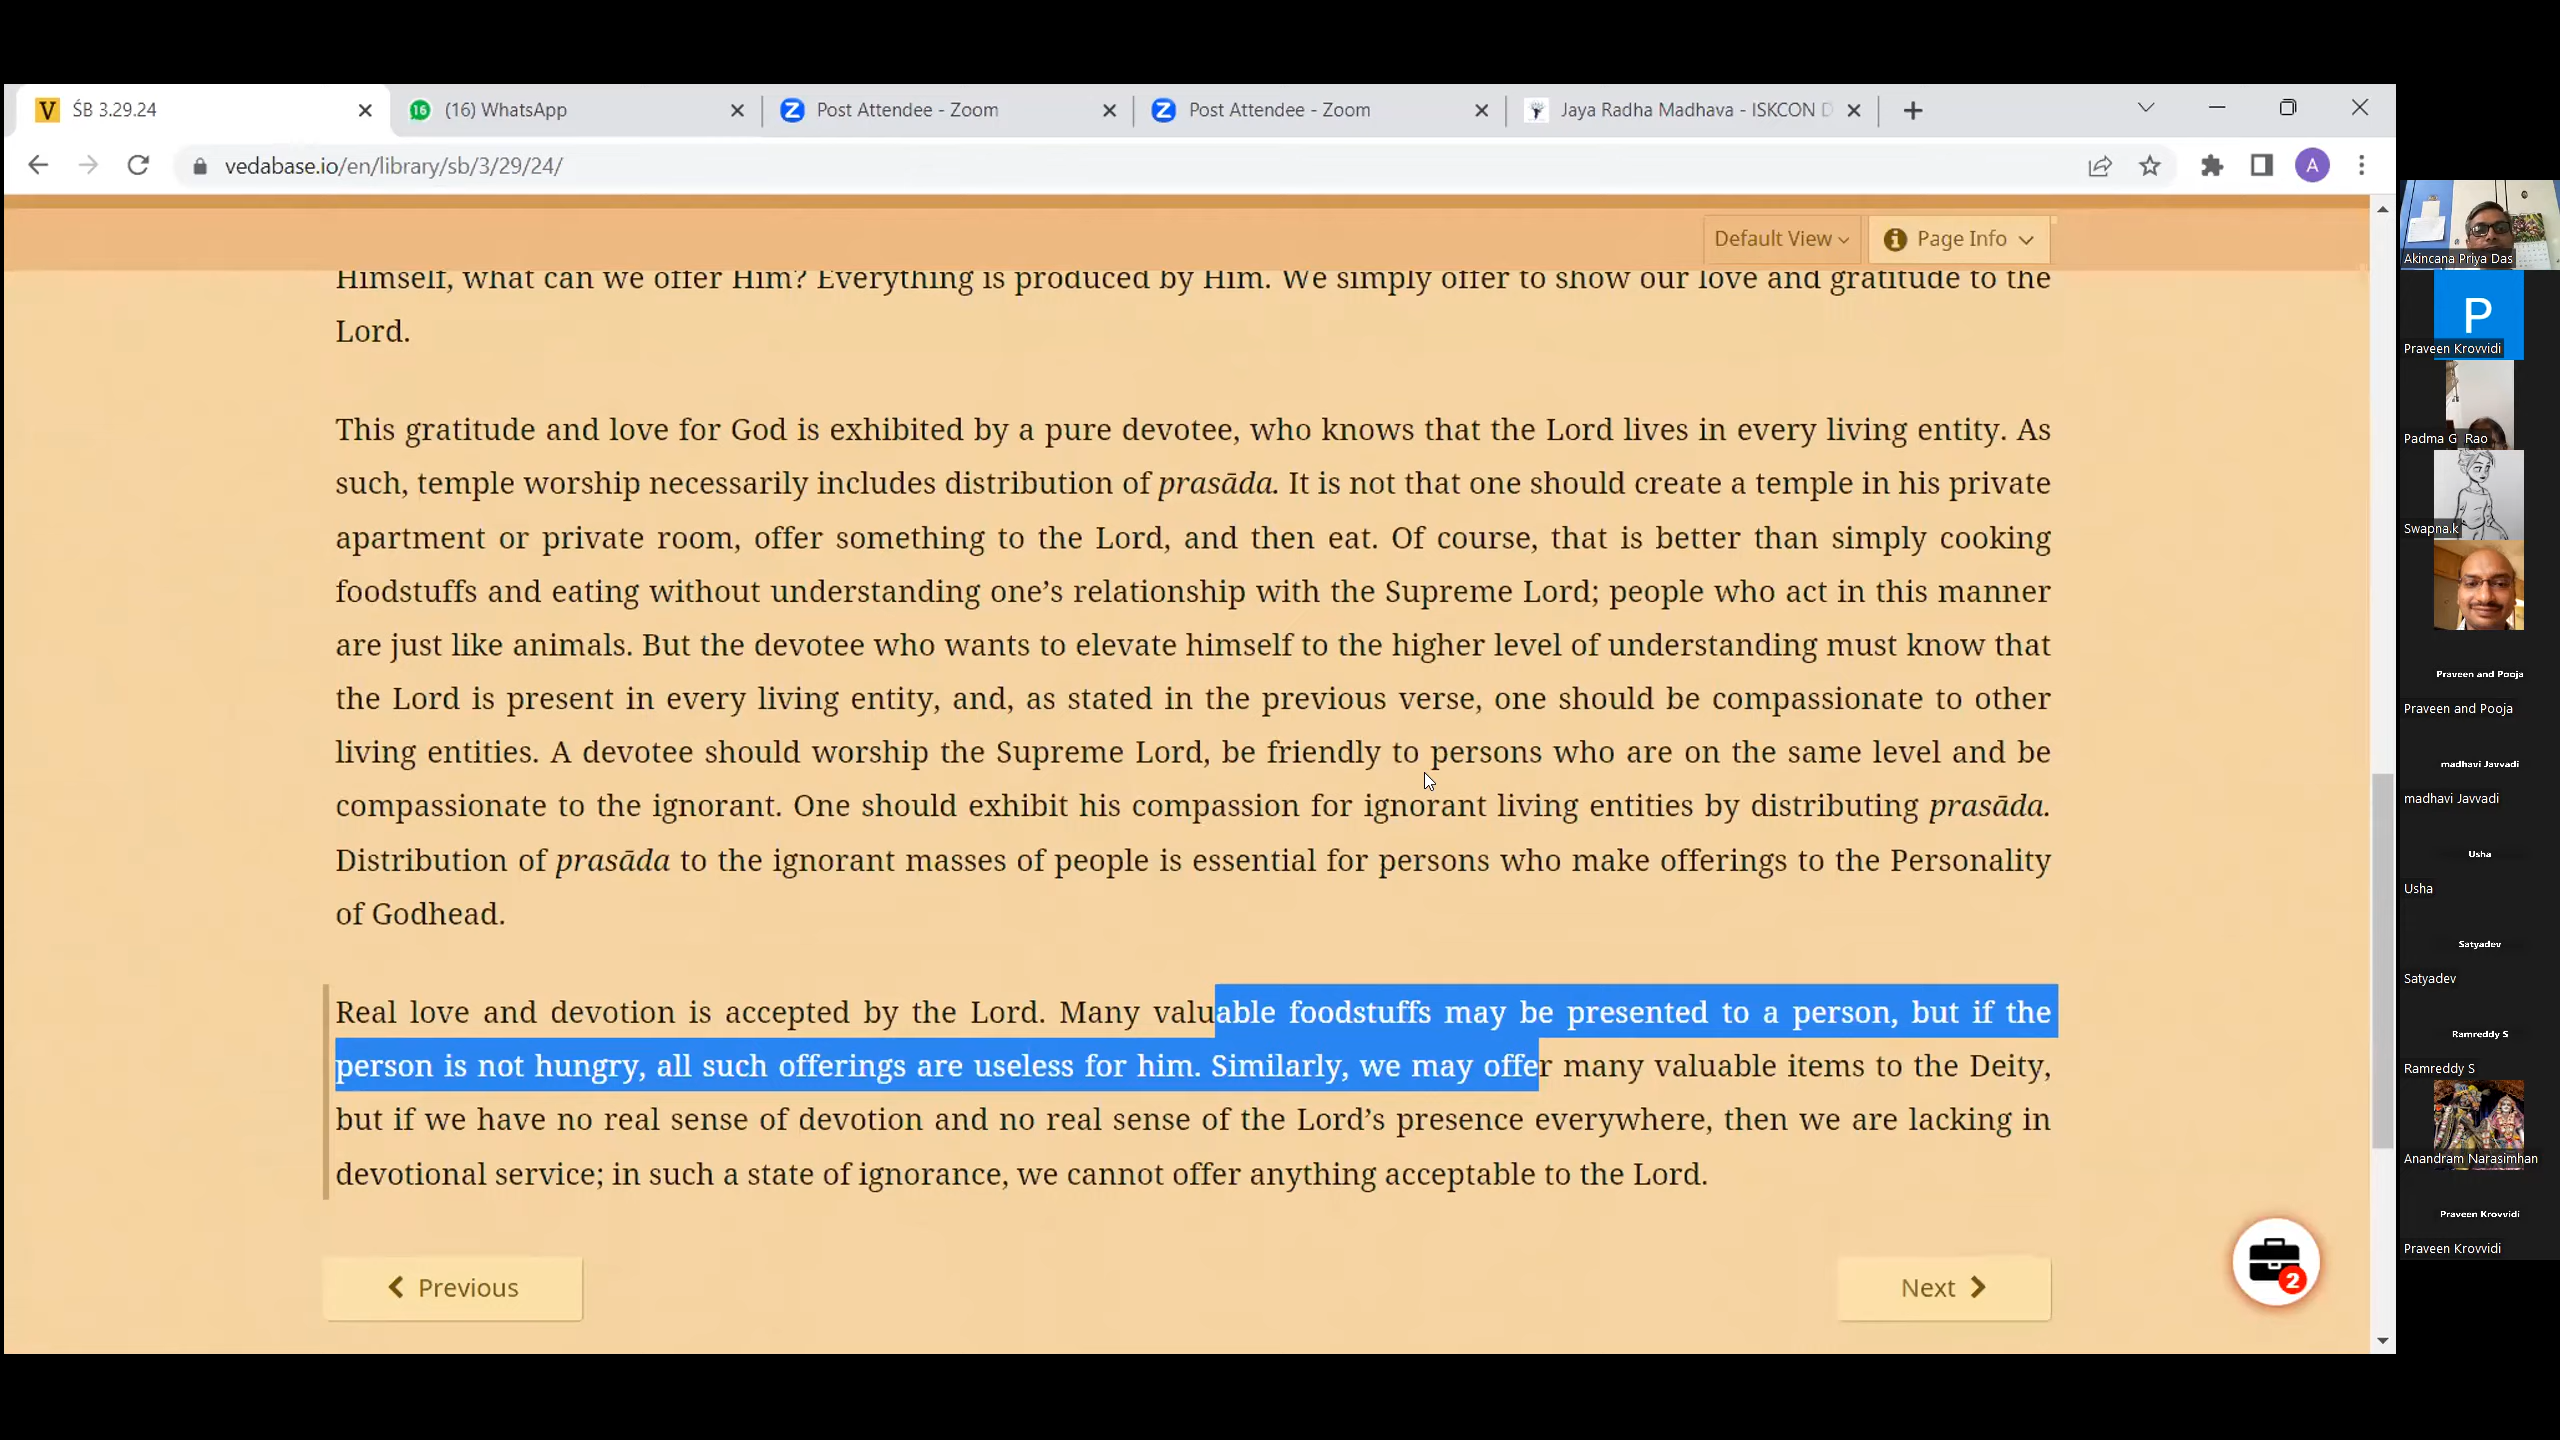 ŚB 3.29.24
16
(16) WhatsApp
Z
Post Attendee - Zoom
Z
Post Attendee - Zoom
Jaya Radha Madhava - ISKCON D
vedabase.io/en/library/sb/3/29/24/
A
Default View
Page Info
Himself, what can we offer Him? Everything is produced by Him. We simply offer to show our love and gratitude to the
Lord.
This gratitude and love for God is exhibited by a pure devotee, who knows that the Lord lives in every living entity. As
such, temple worship necessarily includes distribution of prasāda. It is not that one should create a temple in his private
apartment or private room, offer something to the Lord, and then eat. Of course, that is better than simply cooking
foodstuffs and eating without understanding one’s relationship with the Supreme Lord; people who act in this manner
are just like animals. But the devotee who wants to elevate himself to the higher level of understanding must know that
the Lord is present in every living entity, and, as stated in the previous verse, one should be compassionate to other
living entities. A devotee should worship the Supreme Lord, be friendly to persons who are on the same level and be
compassionate to the ignorant. One should exhibit his compassion for ignorant living entities by distributing prasāda.
Distribution of prasāda to the ignorant masses of people is essential for persons who make offerings to the Personality
of Godhead.
Real love and devotion is accepted by the Lord. Many valuable foodstuffs may be presented to a person, but if the
person is not hungry, all such offerings are useless for him. Similarly, we may offer many valuable items to the Deity,
but if we have no real sense of devotion and no real sense of the Lord’s presence everywhere, then we are lacking in
devotional service; in such a state of ignorance, we cannot offer anything acceptable to the Lord.
Previous
Next
2
Akincana Priya Das
P
Praveen Krovvidi
Padma G Rao
Swapna.k
Praveen and Pooja
Praveen and Pooja
madhavi Javvadi
madhavi Javvadi
Usha
Usha
Satyadev
Satyadev
Ramreddy S
Ramreddy S
Anandram Narasimhan
Praveen Krovvidi
Praveen Krovvidi